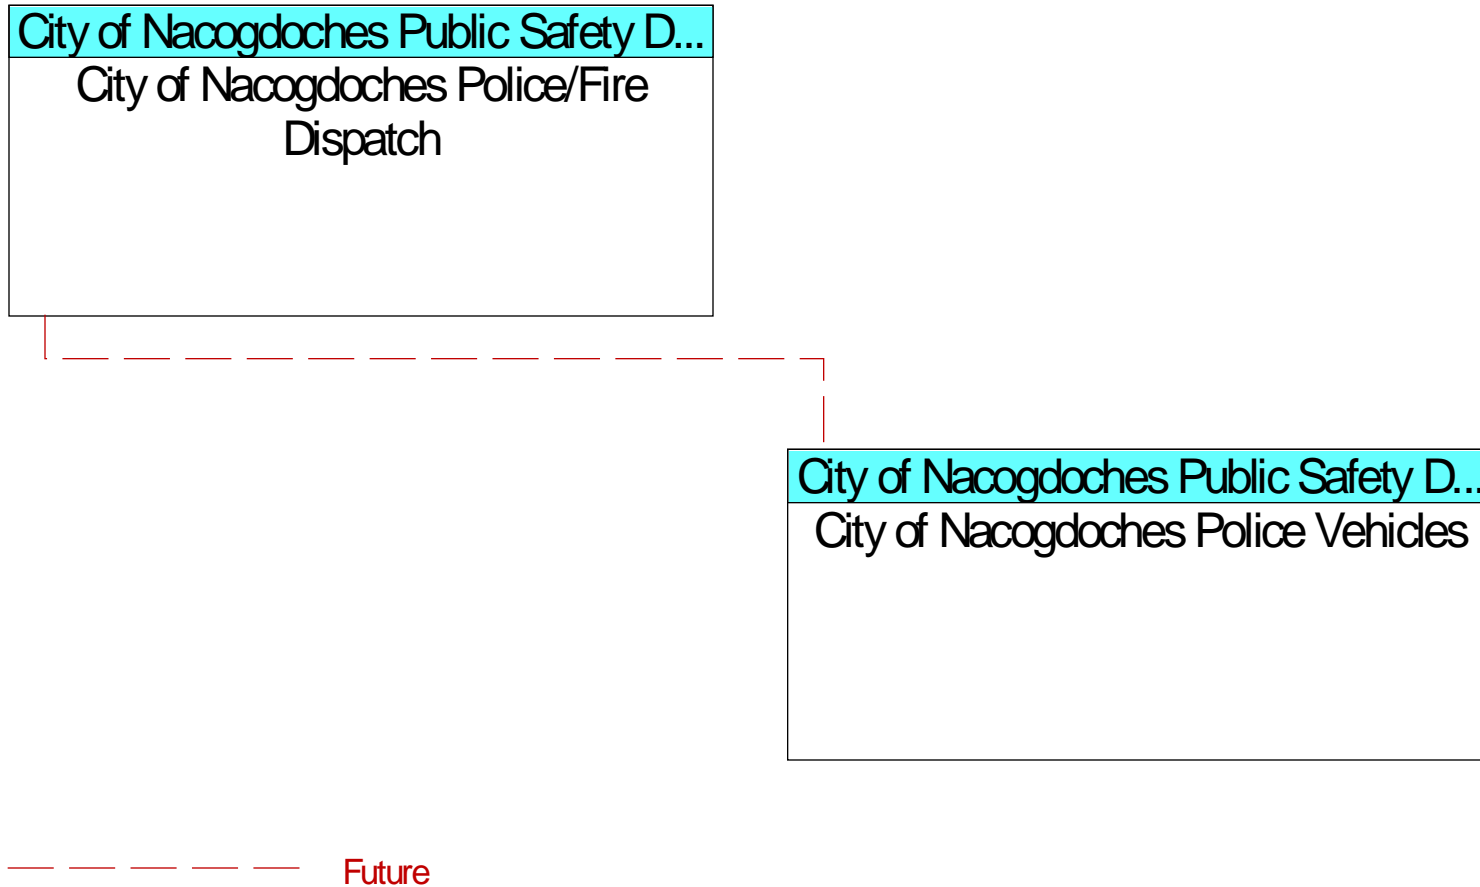 City of Nacogdoches Public Safety D...
City of Nacogdoches Police/Fire
Dispatch
City of Nacogdoches Public Safety D...
City of Nacogdoches Police Vehicles
Future